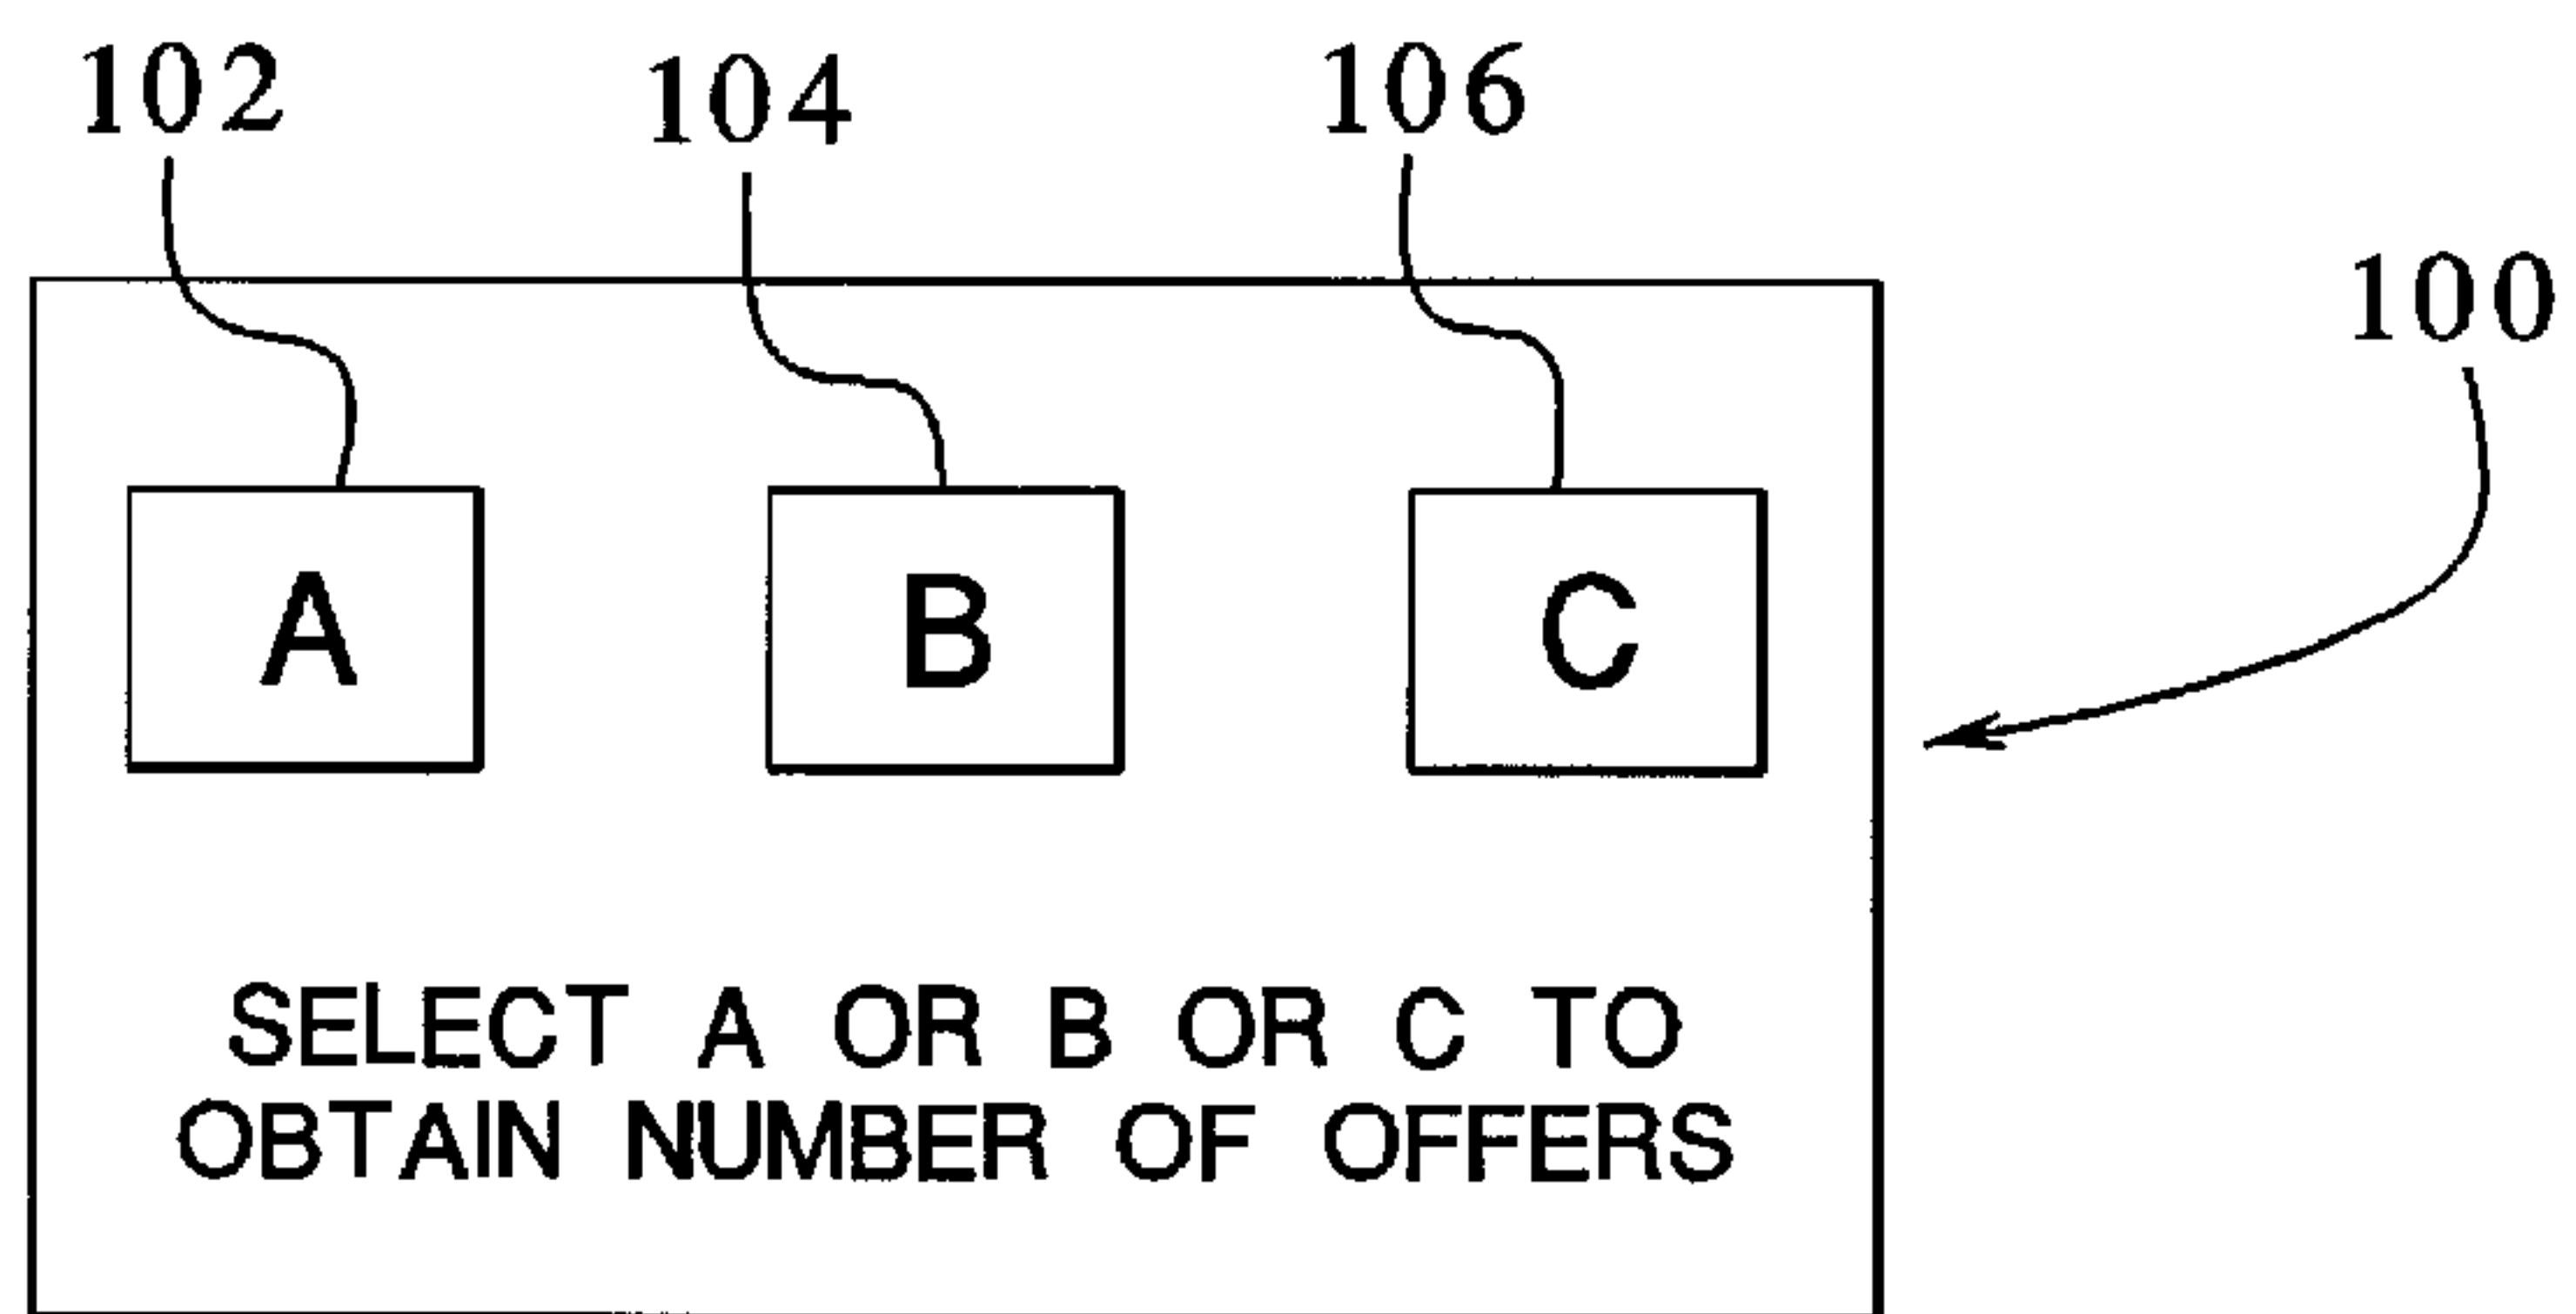 102 104 106
100
A B C
SELECT A OR B OR C TO
OBTAIN NUMBER OF OFFERS